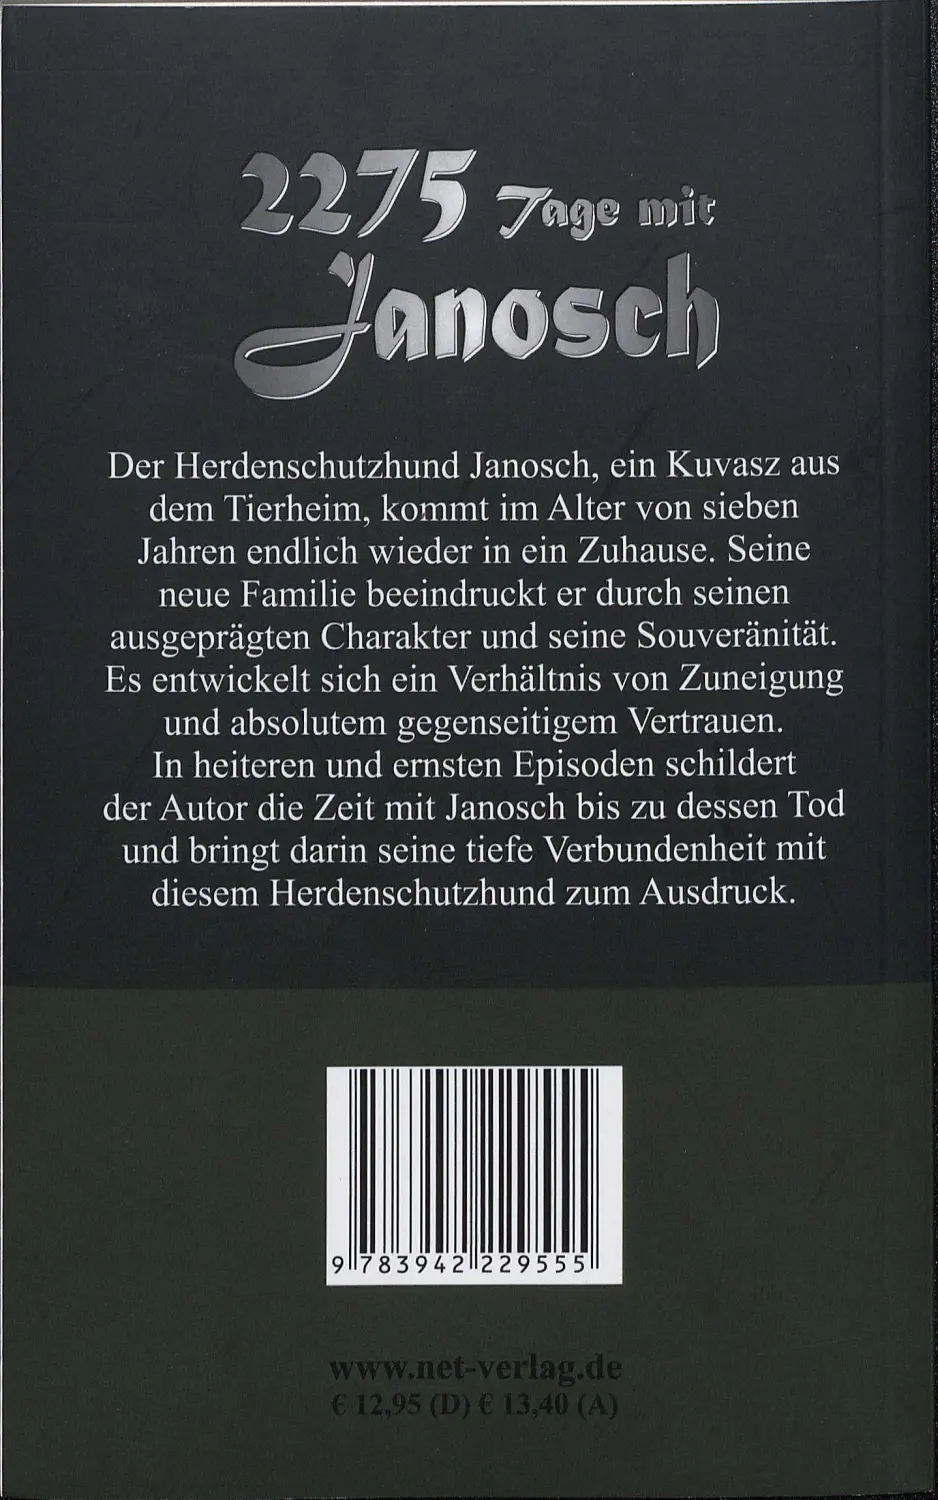 2275 Tage mit
Janosch
Der Herdenschutzhund Janosch, ein Kuvasz aus
dem Tierheim, kommt im Alter von sieben
Jahren endlich wieder in ein Zuhause. Seine
neue Familie beeindruckt er durch seinen
ausgeprägten Charakter und seine Souveränität.
Es entwickelt sich ein Verhältnis von Zuneigung
und absolutem gegenseitigem Vertrauen.
In heiteren und ernsten Episoden schildert
der Autor die Zeit mit Janosch bis zu dessen Tod
und bringt darin seine tiefe Verbundenheit mit
diesem Herdenschutzhund zum Ausdruck.
9 783942 229555
www.net-verlag.de
€ 12,95 (D) € 13,40 (A)